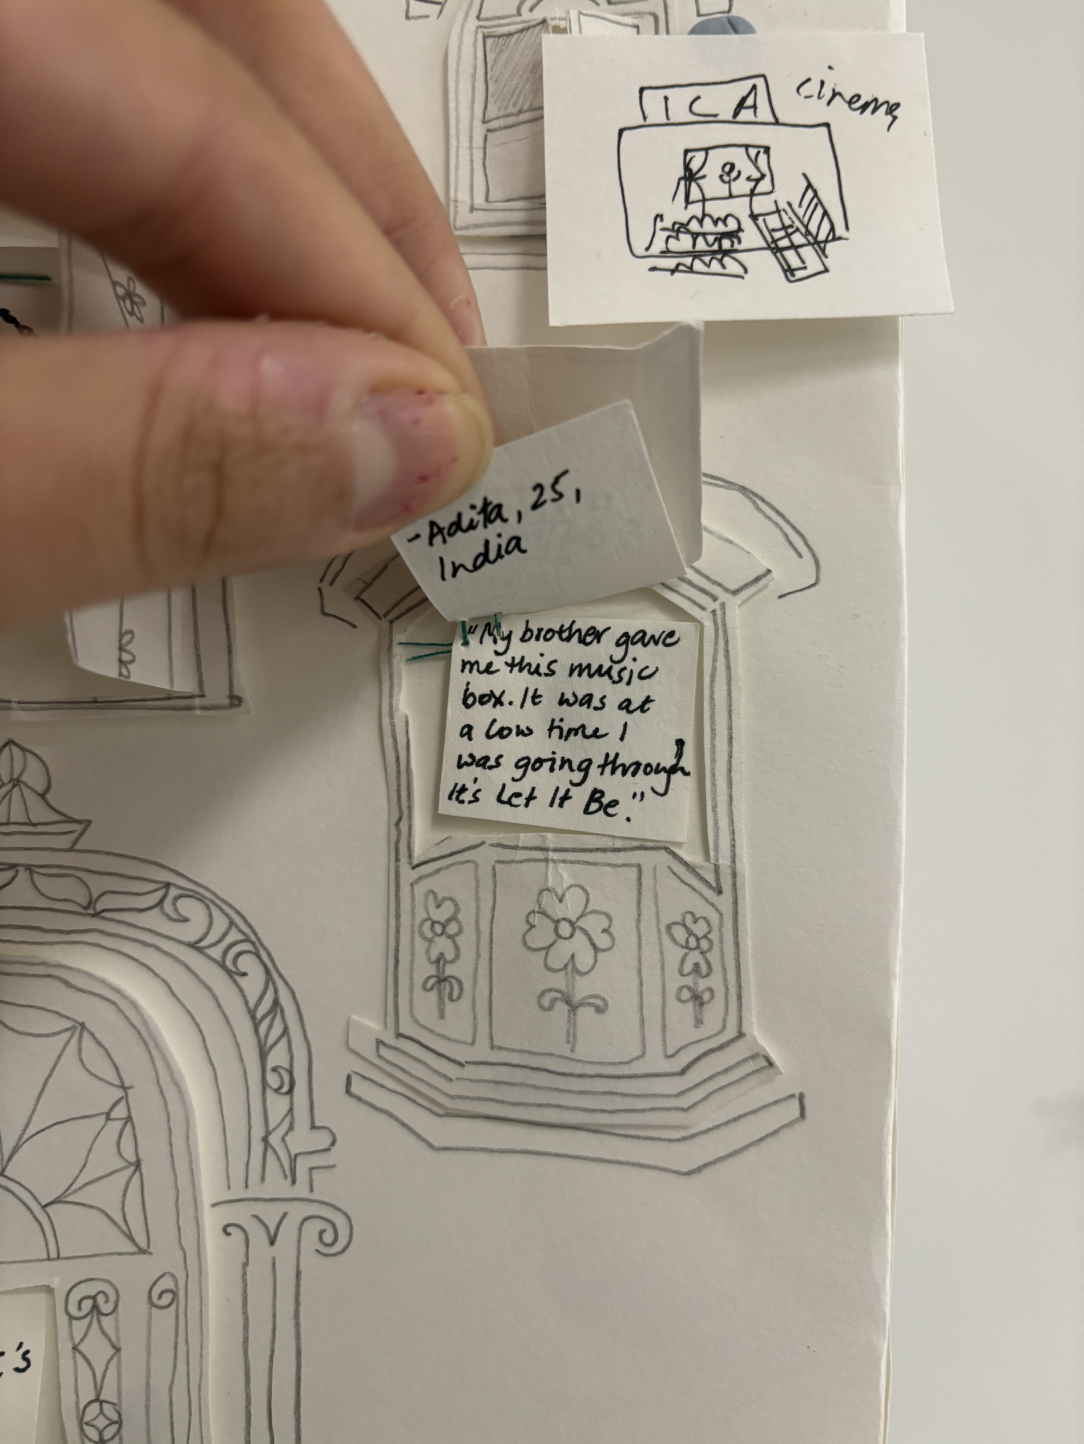 cinema
ICA
-Adita, 25,
India
"My brother gave
me this music
box. It was at
a low time I
was going through
It's Let It Be."
's